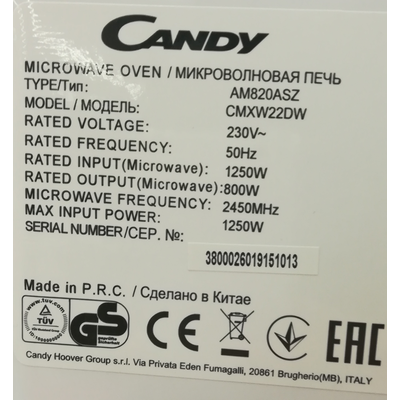 CANDY
MICROWAVE OVEN / МИКРОВОЛНОВАЯ ПЕЧЬ
TYPE/Тип: AM820ASZ
MODEL / МОДЕЛЬ: CMXW22DW
RATED VOLTAGE: 230V~
RATED FREQUENCY: 50Hz
RATED INPUT(Microwave): 1250W
RATED OUTPUT(Microwave): 800W
MICROWAVE FREQUENCY: 2450MHz
MAX INPUT POWER: 1250W
SERIAL NUMBER/СЕР. №: 3800026019151013
Made in P.R.C. / Сделано в Китае
www.tuv.com
TÜV
GS
CE
EAC
Candy Hoover Group s.r.l. Via Privata Eden Fumagalli, 20861 Brugherio(MB), ITALY